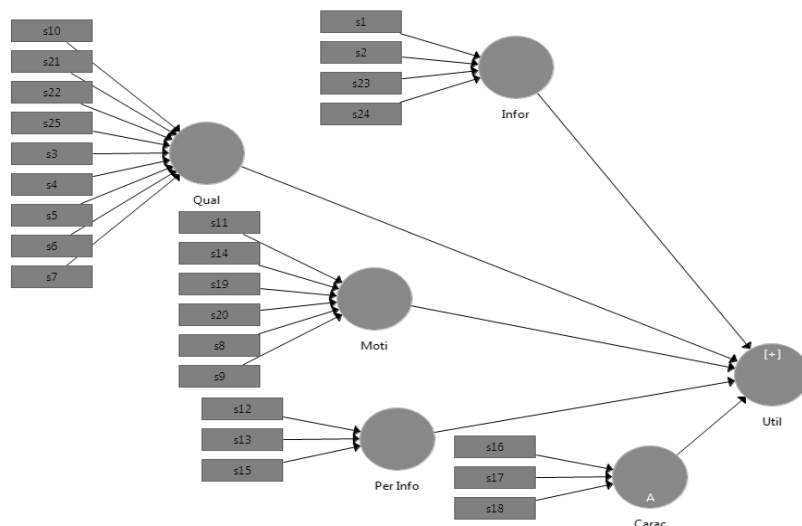 s10
s21
s22
s25
s3
s4
s5
s6
s7
Qual
s1
s2
s23
s24
Infor
s11
s14
s19
s20
s8
s9
Moti
s12
s13
s15
Per Info
s16
s17
s18
A
Carac
[+]
Util